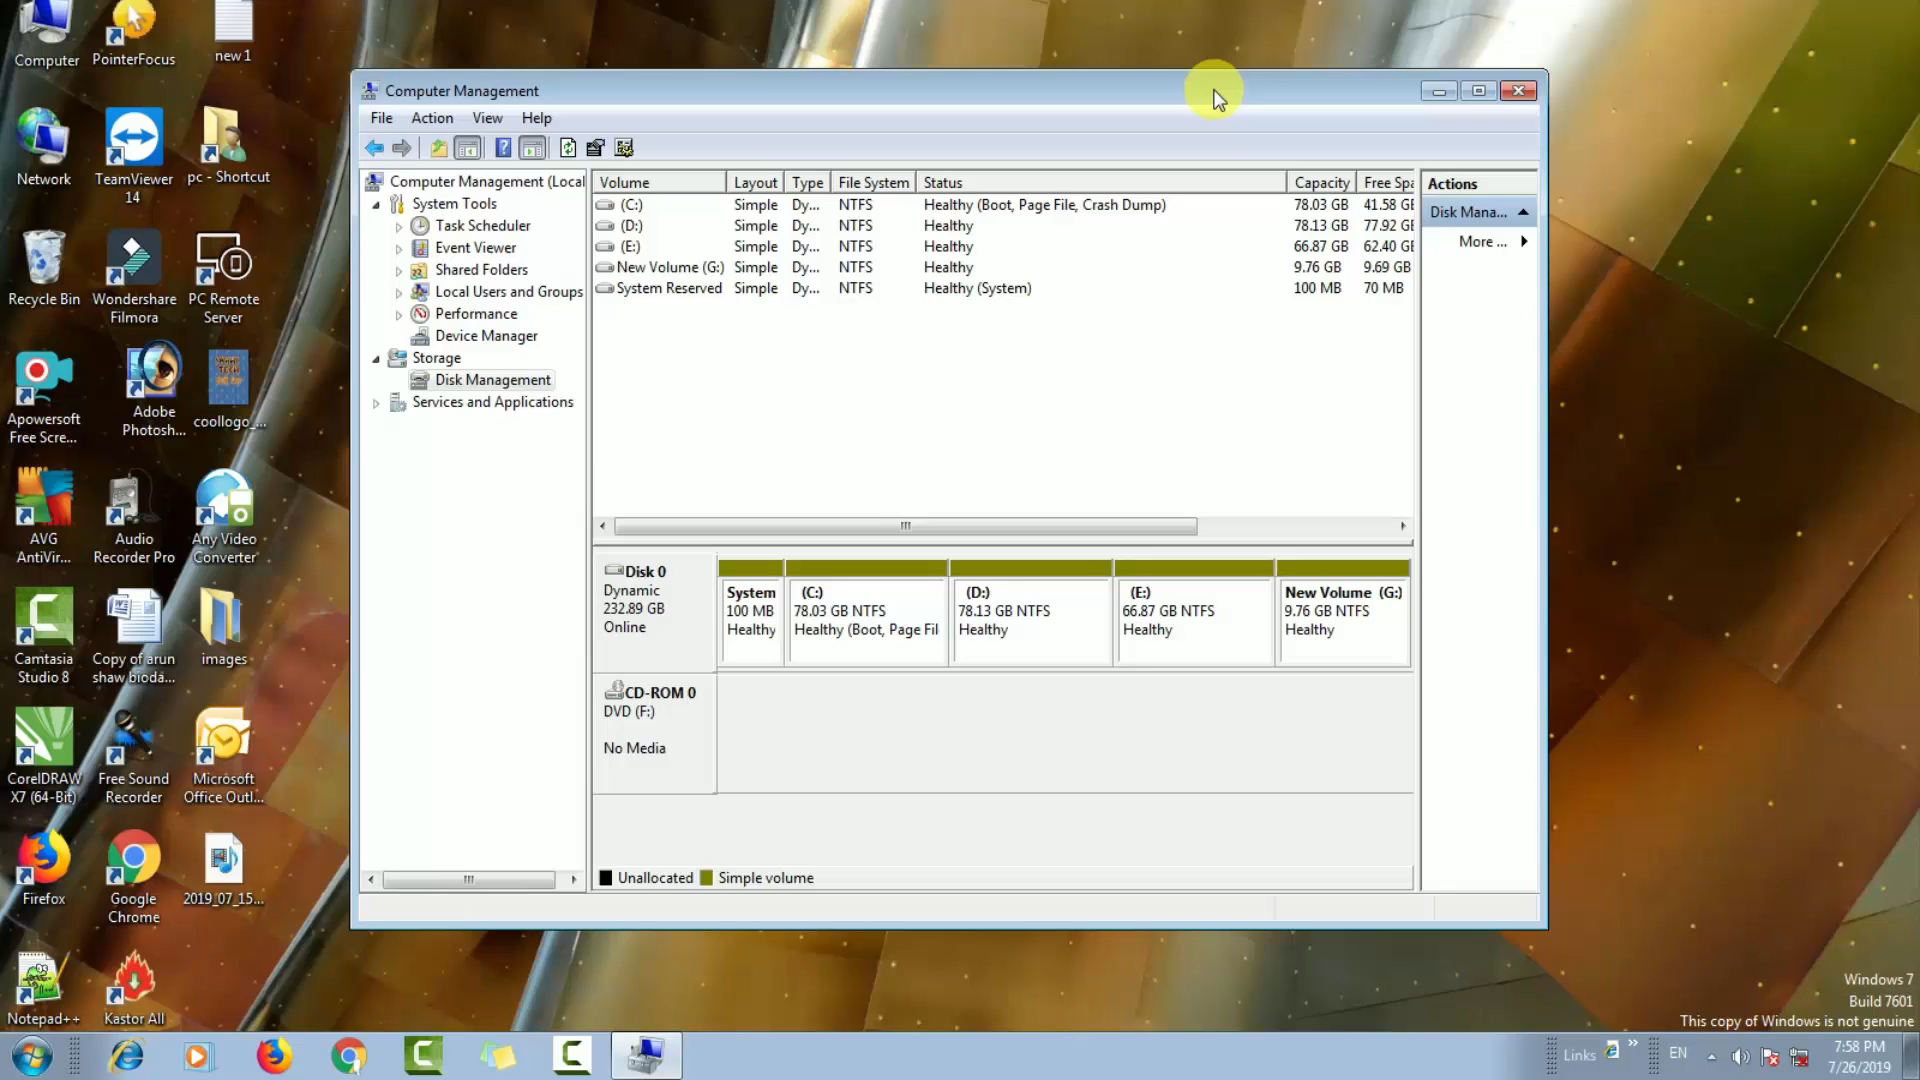 Computer
PointerFocus
new 1
Network
TeamViewer
14
pc - Shortcut
Recycle Bin
Wondershare
Filmora
PC Remote
Server
Apowersoft
Free Scre...
Adobe
Photosh...
coollogo_...
AVG
AntiVir...
Audio
Recorder Pro
Any Video
Converter
Camtasia
Studio 8
Copy of arun
shaw bioda...
images
CorelDRAW
X7 (64-Bit)
Free Sound
Recorder
Microsoft
Office Outl...
Firefox
Google
Chrome
2019_07_15...
Notepad++
Kastor All
Computer Management
File Action View Help
Computer Management (Local
System Tools
Task Scheduler
Event Viewer
Shared Folders
Local Users and Groups
Performance
Device Manager
Storage
Disk Management
Services and Applications
Volume Layout Type File System Status Capacity Free Spa
(C:) Simple Dy... NTFS Healthy (Boot, Page File, Crash Dump) 78.03 GB 41.58 GB
(D:) Simple Dy... NTFS Healthy 78.13 GB 77.92 GB
(E:) Simple Dy... NTFS Healthy 66.87 GB 62.40 GB
New Volume (G:) Simple Dy... NTFS Healthy 9.76 GB 9.69 GB
System Reserved Simple Dy... NTFS Healthy (System) 100 MB 70 MB
Disk 0
Dynamic
232.89 GB
Online
System
100 MB
Healthy
(C:)
78.03 GB NTFS
Healthy (Boot, Page Fil
(D:)
78.13 GB NTFS
Healthy
(E:)
66.87 GB NTFS
Healthy
New Volume (G:)
9.76 GB NTFS
Healthy
CD-ROM 0
DVD (F:)
No Media
Unallocated Simple volume
Actions
Disk Mana...
More ...
Windows 7
Build 7601
This copy of Windows is not genuine
Links
EN
7:58 PM
7/26/2019